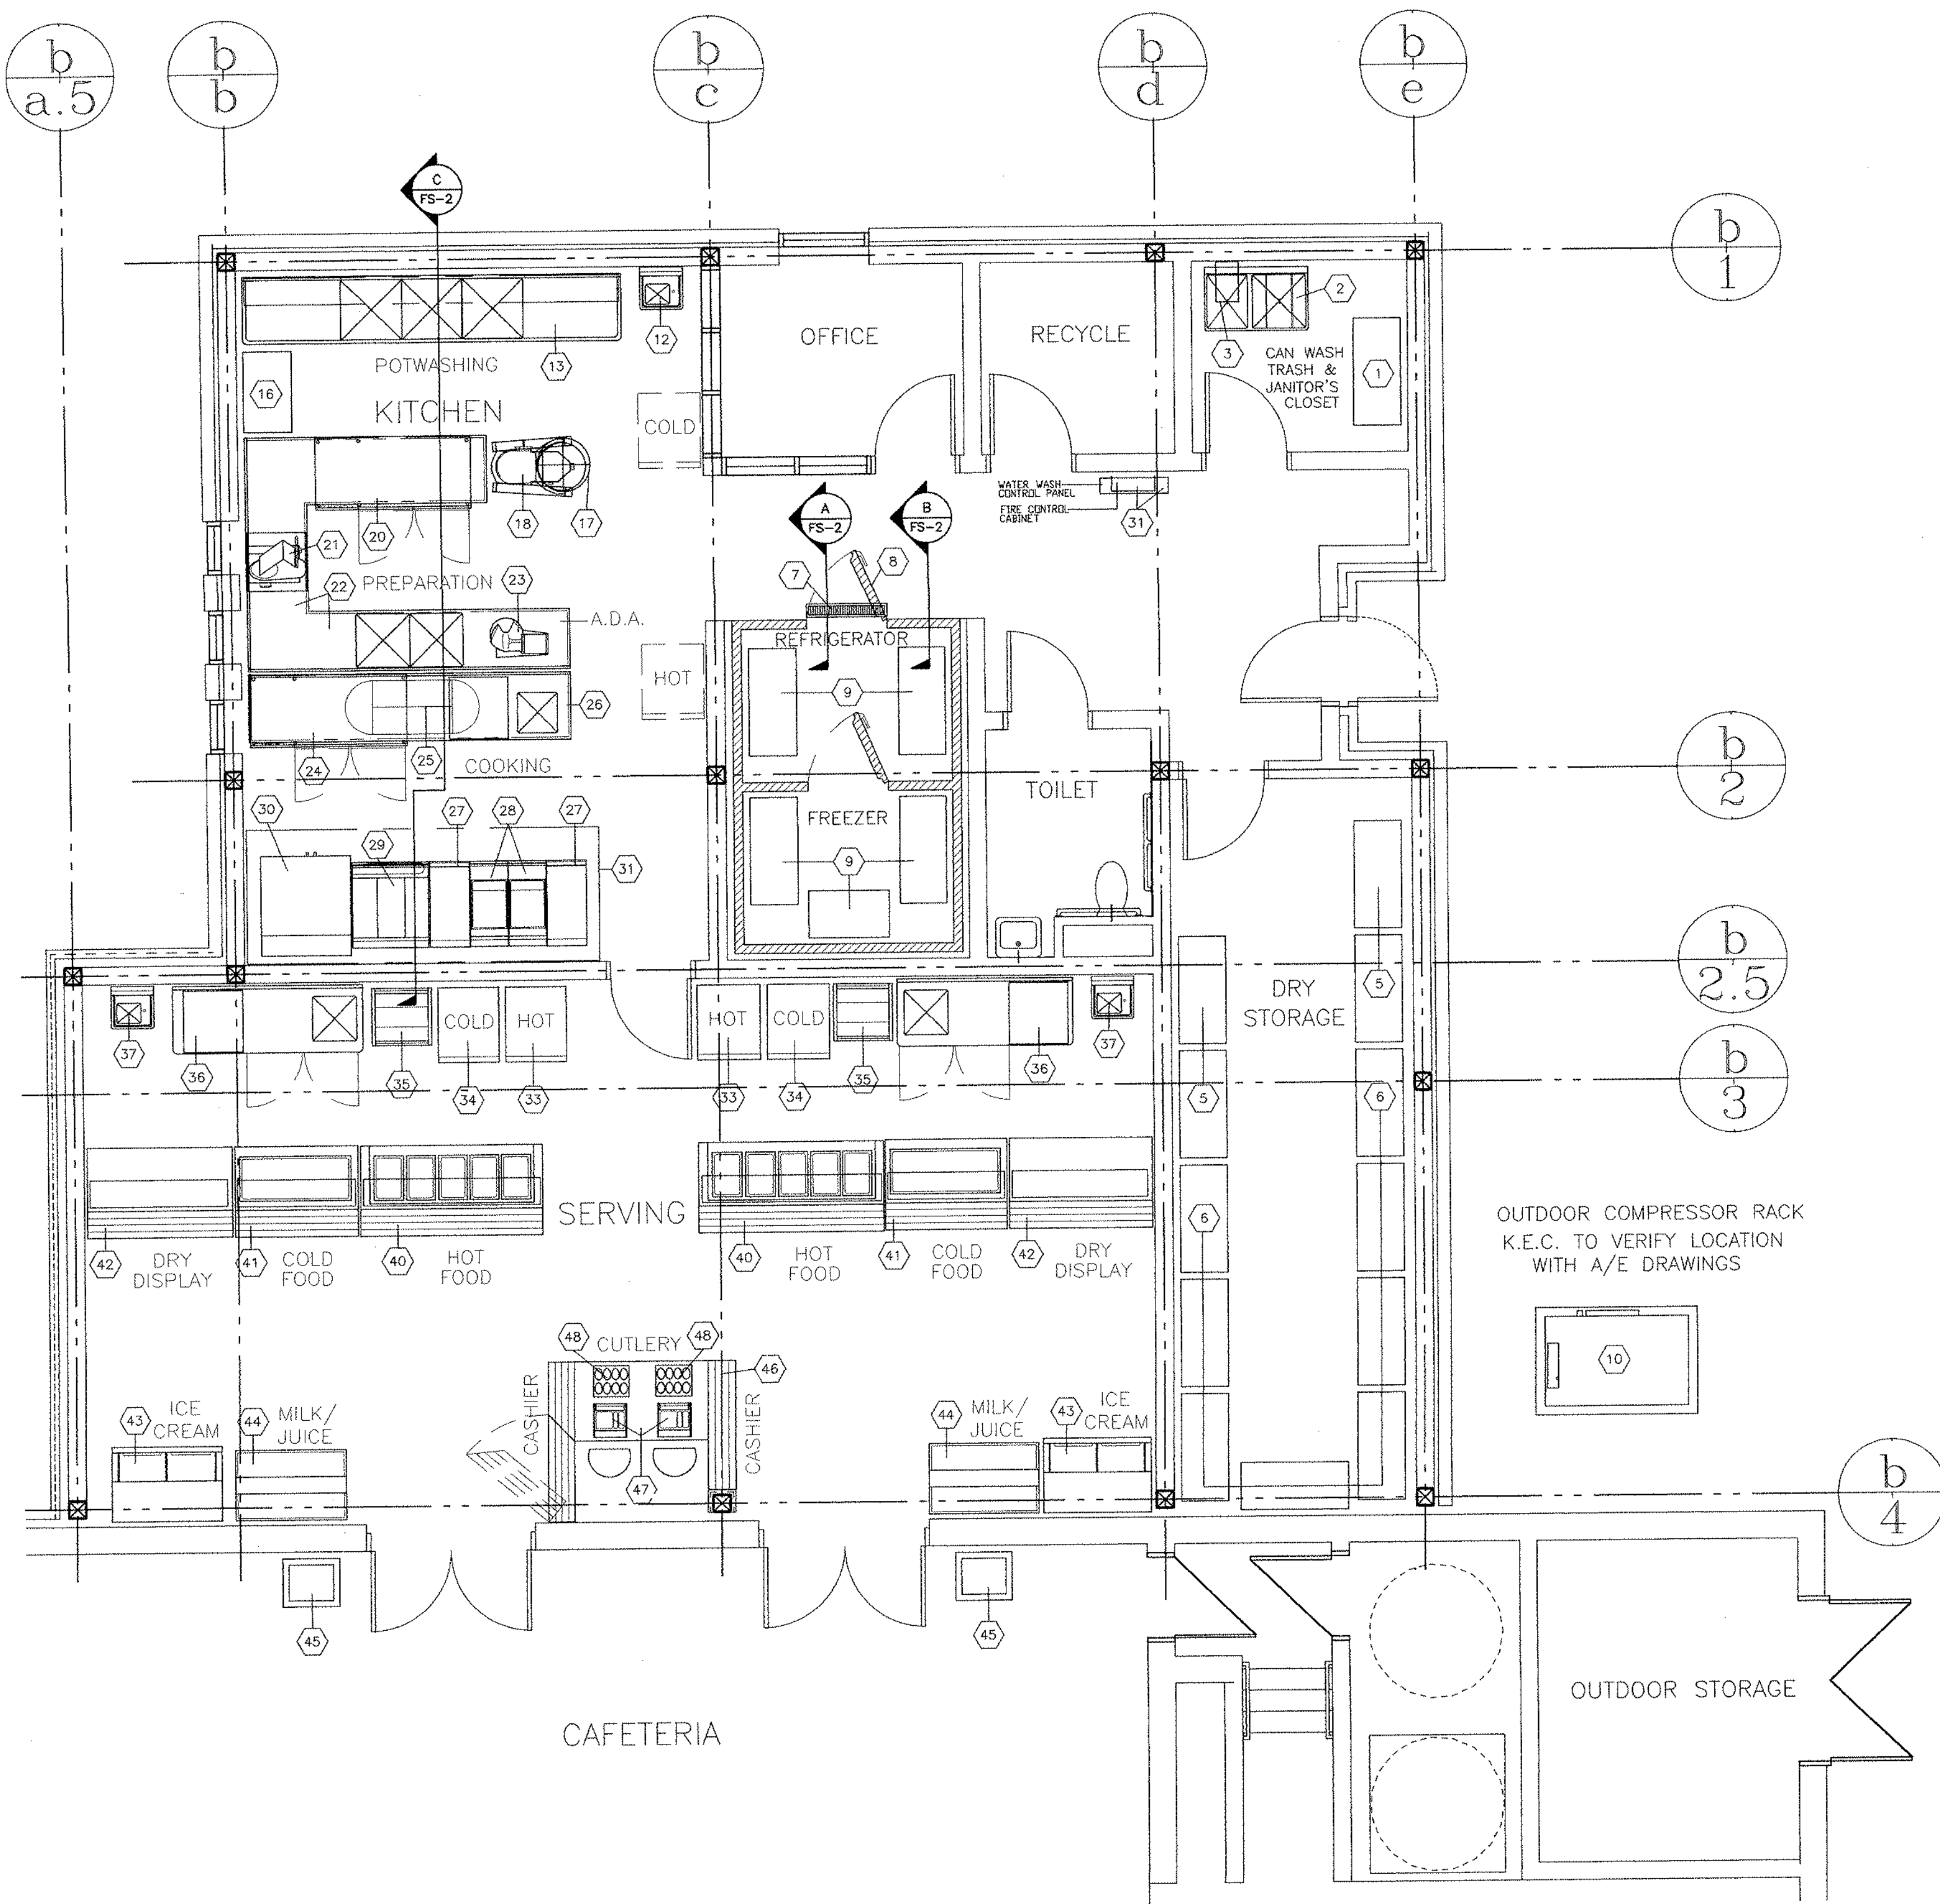 b
a.5
b
b
b
c
b
d
b
e
C
FS-2
b
1
2
12
OFFICE
RECYCLE
3
CAN WASH
TRASH &
JANITOR'S
CLOSET
1
POTWASHING
13
16
KITCHEN
COLD
18
17
20
WATER WASH
CONTROL PANEL
FIRE CONTROL
CABINET
31
A
FS-2
B
FS-2
21
22
PREPARATION
23
A.D.A.
7
8
REFRIGERATOR
HOT
9
26
24
25
COOKING
b
2
TOILET
30
29
27
28
27
31
FREEZER
9
5
b
2.5
DRY
STORAGE
5
37
36
35
COLD
HOT
34
33
HOT
COLD
33
34
35
36
37
5
6
b
3
42
DRY
DISPLAY
41
COLD
FOOD
40
HOT
FOOD
SERVING
40
HOT
FOOD
41
COLD
FOOD
42
DRY
DISPLAY
6
OUTDOOR COMPRESSOR RACK
K.E.C. TO VERIFY LOCATION
WITH A/E DRAWINGS
10
48
CUTLERY
48
46
CASHIER
CASHIER
47
43
ICE
CREAM
44
MILK/
JUICE
44
MILK/
JUICE
43
ICE
CREAM
b
4
45
45
OUTDOOR STORAGE
CAFETERIA